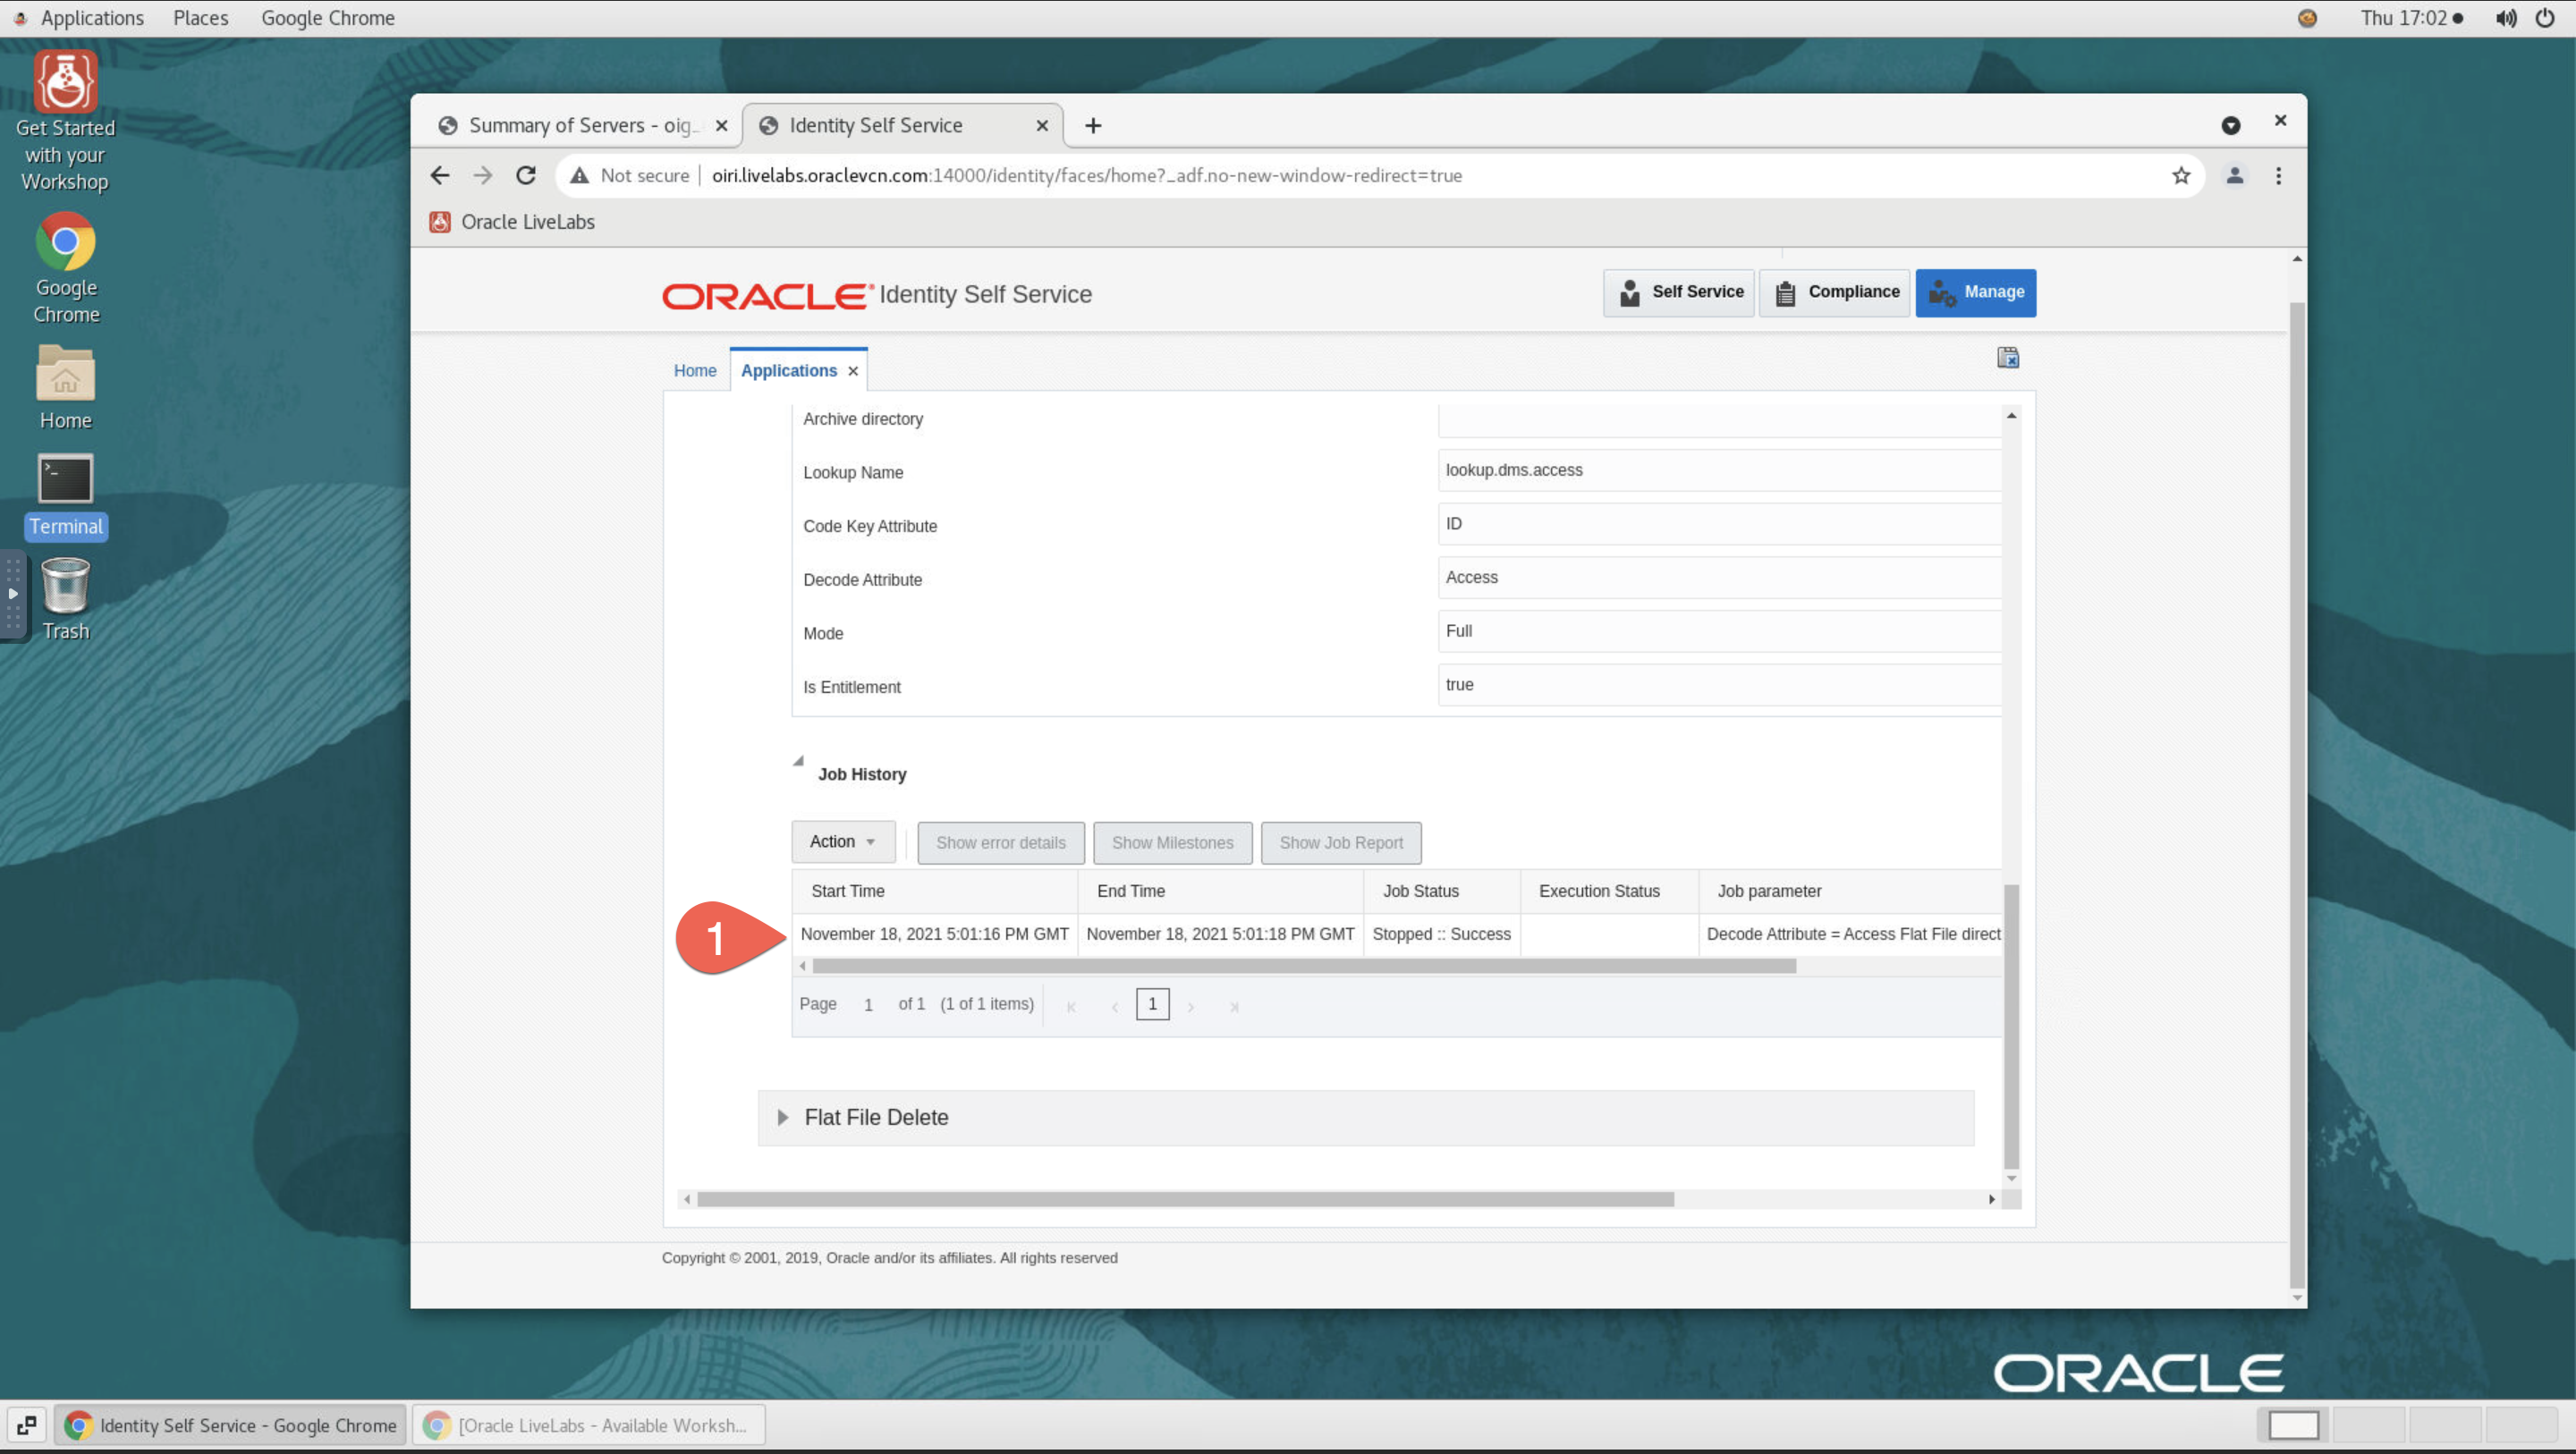 Applications Places Google Chrome Thu 17:02
Get Started
with your
Workshop
Google
Chrome
Home
Terminal
Trash
Summary of Servers - oig_
Identity Self Service
Not secure oiri.livelabs.oraclevcn.com:14000/identity/faces/home?_adf.no-new-window-redirect=true
Oracle LiveLabs
ORACLE® Identity Self Service
Self Service Compliance Manage
Home Applications
Archive directory
Lookup Name lookup.dms.access
Code Key Attribute ID
Decode Attribute Access
Mode Full
Is Entitlement true
Job History
Action Show error details Show Milestones Show Job Report
Start Time End Time Job Status Execution Status Job parameter
1 November 18, 2021 5:01:16 PM GMT November 18, 2021 5:01:18 PM GMT Stopped :: Success Decode Attribute = Access Flat File direct
Page 1 of 1 (1 of 1 items) 1
Flat File Delete
Copyright © 2001, 2019, Oracle and/or its affiliates. All rights reserved
ORACLE
Identity Self Service - Google Chrome [Oracle LiveLabs - Available Worksh...